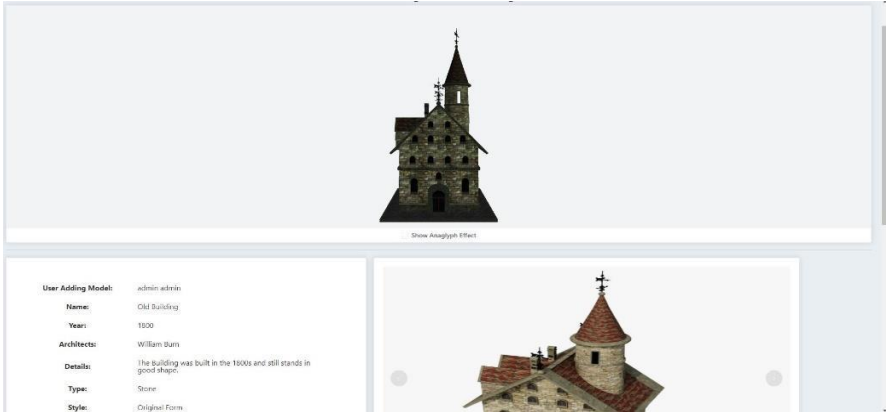 Show Anaglyph Effect
User Adding Model: admin admin
Name: Old Building
Year: 1800
Architects: William Burn
Details: The Building was built in the 1800s and still stands in
good shape.
Type: Stone
Style: Original Form